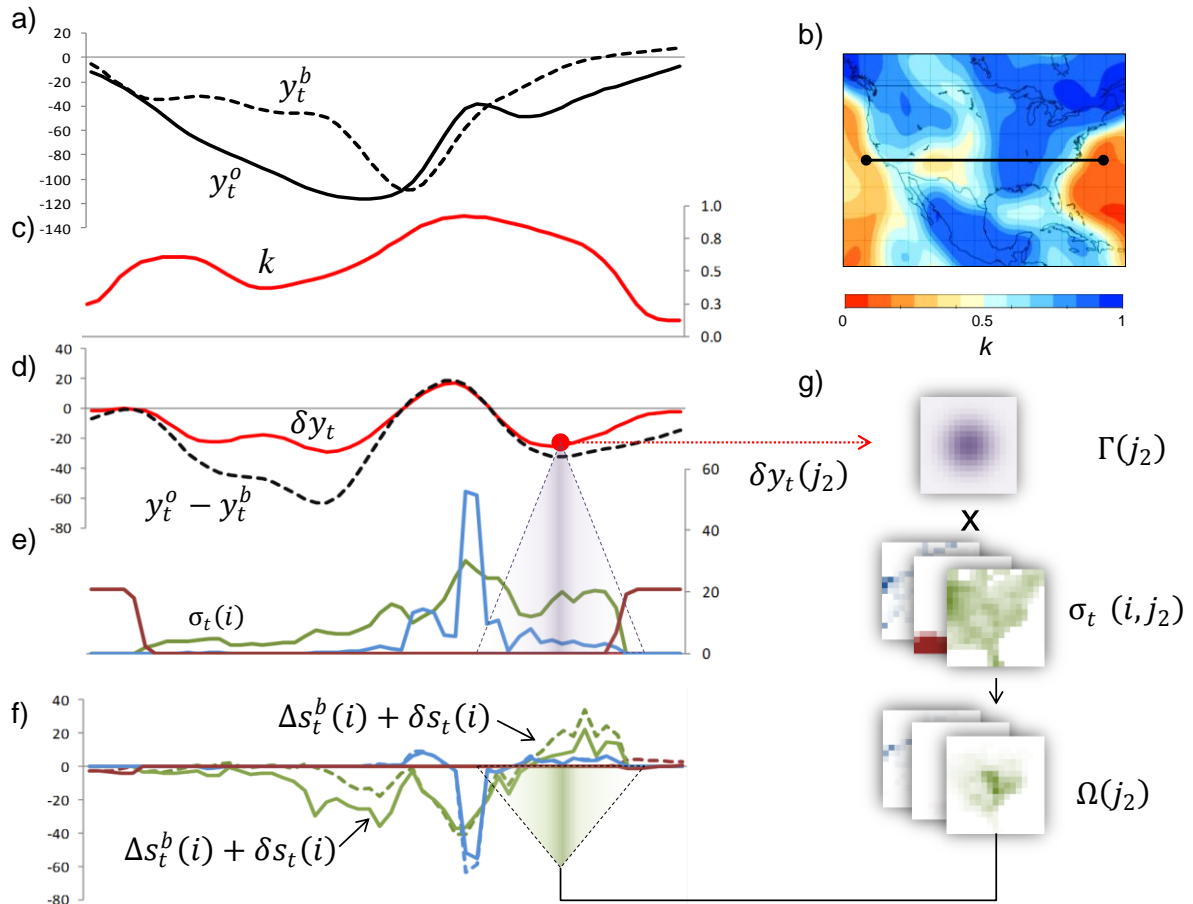 a)
20
0
-20
-40
-60
-80
-100
-120
-140
y_t^b
y_t^o
b)
0
0.5
1
k
c)
1.0
0.8
0.5
0.3
0.0
k
d)
40
20
0
-20
-40
-60
-80
δy_t
y_t^o − y_t^b
δy_t(j_2)
e)
60
40
20
0
σ_t(i)
f)
40
20
0
-20
-40
-60
-80
Δs_t^b(i) + δs_t(i)
Δs_t^b(i) + δs_t(i)
g)
Γ(j_2)
x
σ_t (i, j_2)
Ω(j_2)